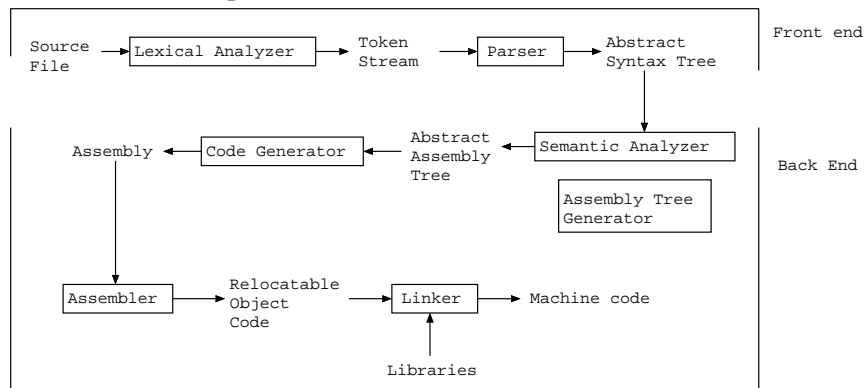 Source
File
Lexical Analyzer
Token
Stream
Parser
Abstract
Syntax Tree
Front end
Assembly
Code Generator
Abstract
Assembly
Tree
Semantic Analyzer
Back End
Assembly Tree
Generator
Assembler
Relocatable
Object
Code
Linker
Machine code
Libraries